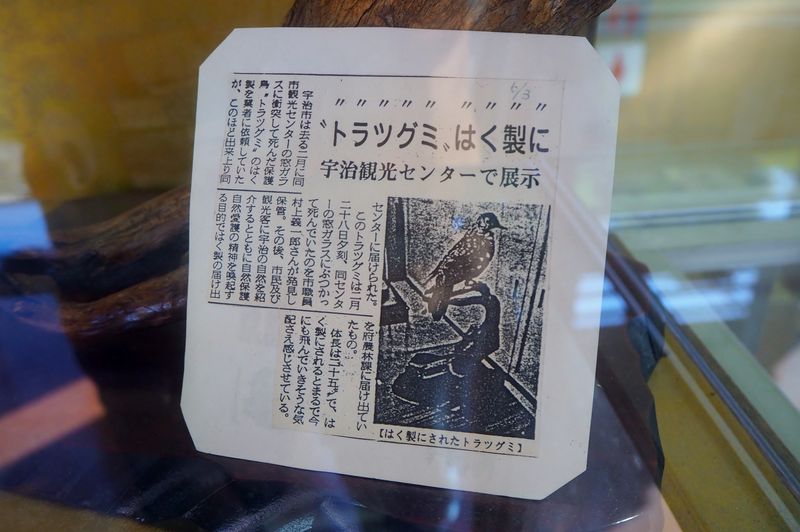 6/3
〝トラツグミ〟はく製に
宇治観光センターで展示
宇治市は去る二月に同
市観光センターの窓ガラ
スに衝突して死んだ保護
鳥〝トラツグミ〟のはく
製を業者に依頼していた
が、このほど出来上り同
センターに届けられた。
このトラツグミは二月
二十八日夕刻、同センタ
ーの窓ガラスにぶつかっ
て死んでいたのを市職員
村上義一郎さんが発見し
保管。その後、市民及び
観光客に宇治の自然を紹
介するとともに自然保護
自然愛護の精神を喚起す
る目的ではく製の届け出
を府農林課に届け出てい
たもの。
体長は二十五㌢で、は
く製にされるとまるで今
にも飛んでいきそうな気
配さえ感じさせている。
【はく製にされたトラツグミ】